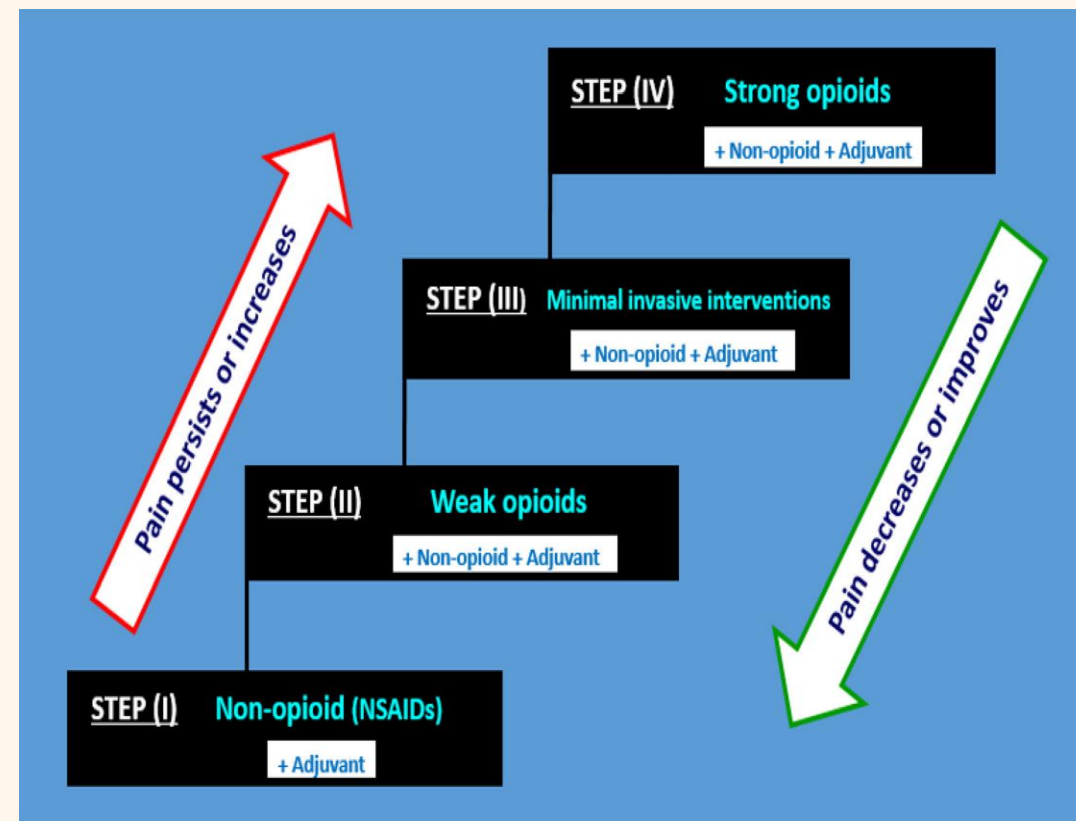 STEP (IV) Strong opioids
+ Non-opioid + Adjuvant
Pain persists or increases
STEP (III) Minimal invasive interventions
+ Non-opioid + Adjuvant
Pain decreases or improves
STEP (II) Weak opioids
+ Non-opioid + Adjuvant
STEP (I) Non-opioid (NSAIDs)
+ Adjuvant